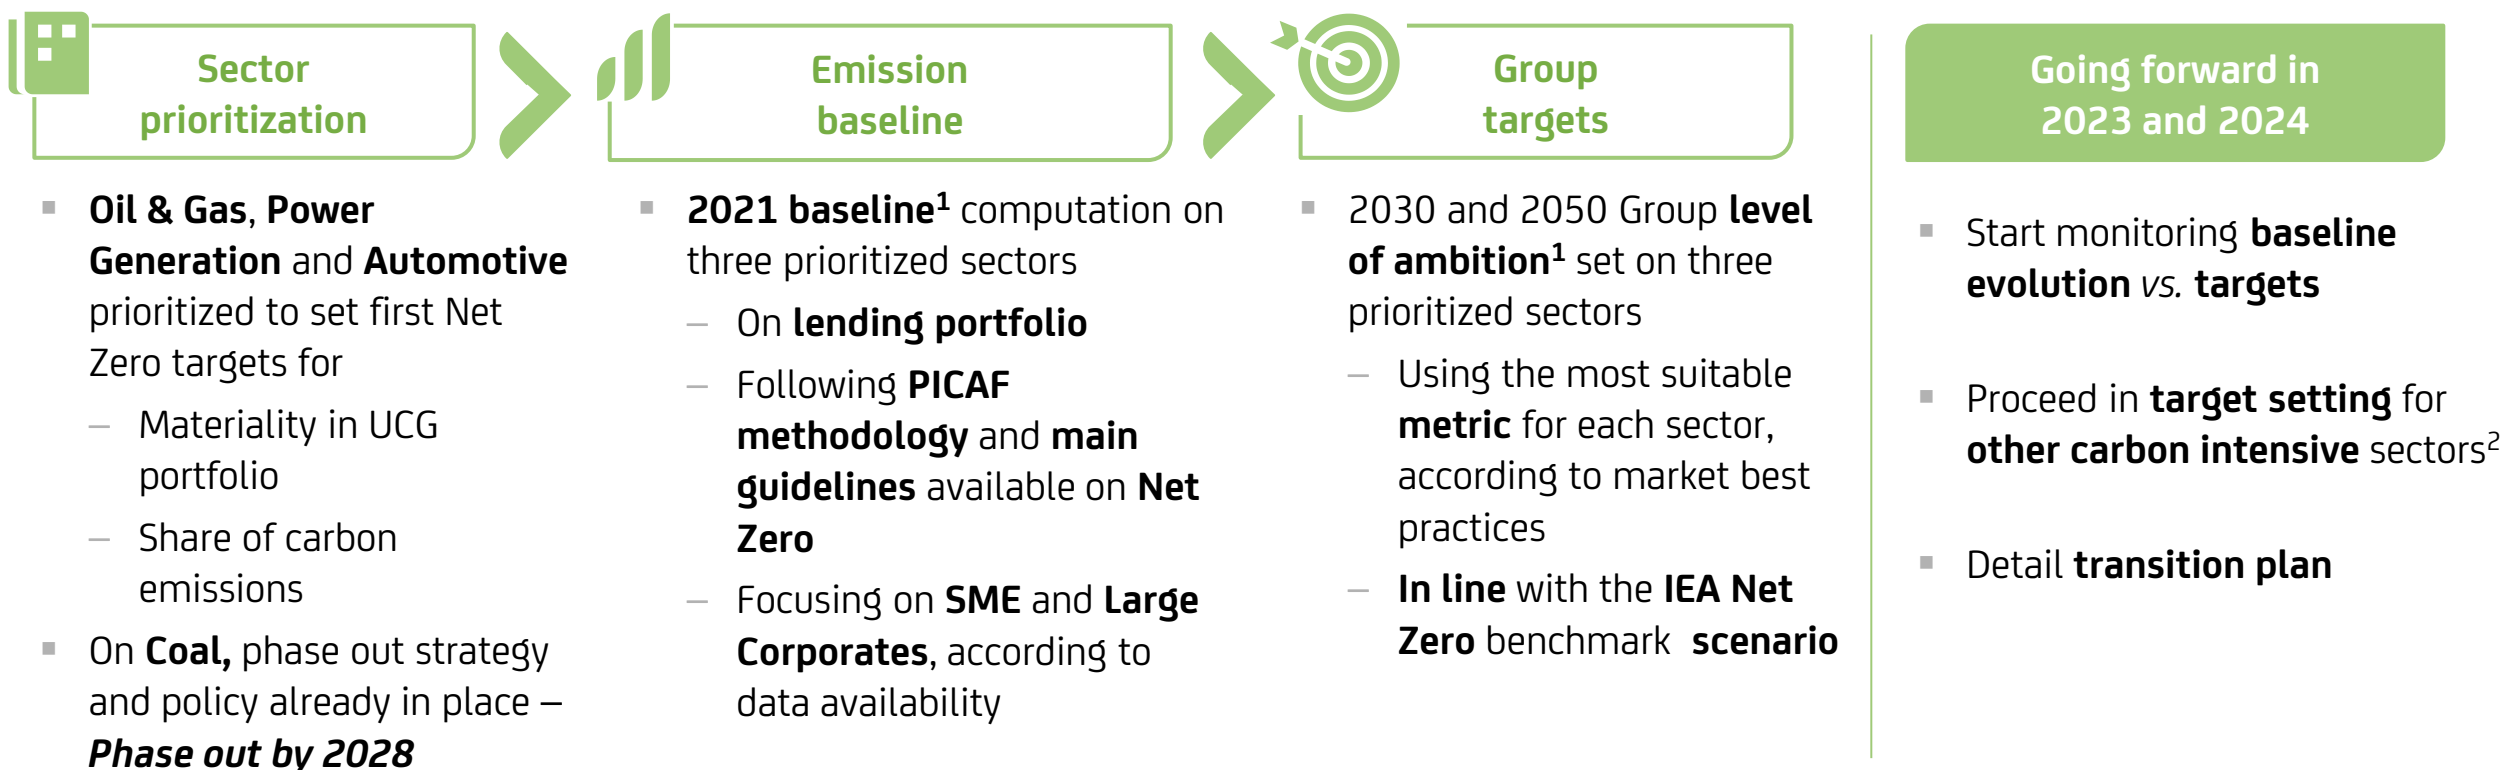 Sector
prioritization
Oil & Gas, Power
Generation and Automotive
prioritized to set first Net
Zero targets for
– Materiality in UCG
portfolio
– Share of carbon
emissions
On Coal, phase out strategy
and policy already in place –
Phase out by 2028
Emission
baseline
2021 baseline¹ computation on
three prioritized sectors
– On lending portfolio
– Following PICAF
methodology and main
guidelines available on Net
Zero
– Focusing on SME and Large
Corporates, according to
data availability
Group
targets
2030 and 2050 Group level
of ambition¹ set on three
prioritized sectors
– Using the most suitable
metric for each sector,
according to market best
practices
– In line with the IEA Net
Zero benchmark scenario
Going forward in
2023 and 2024
Start monitoring baseline
evolution vs. targets
Proceed in target setting for
other carbon intensive sectors²
Detail transition plan